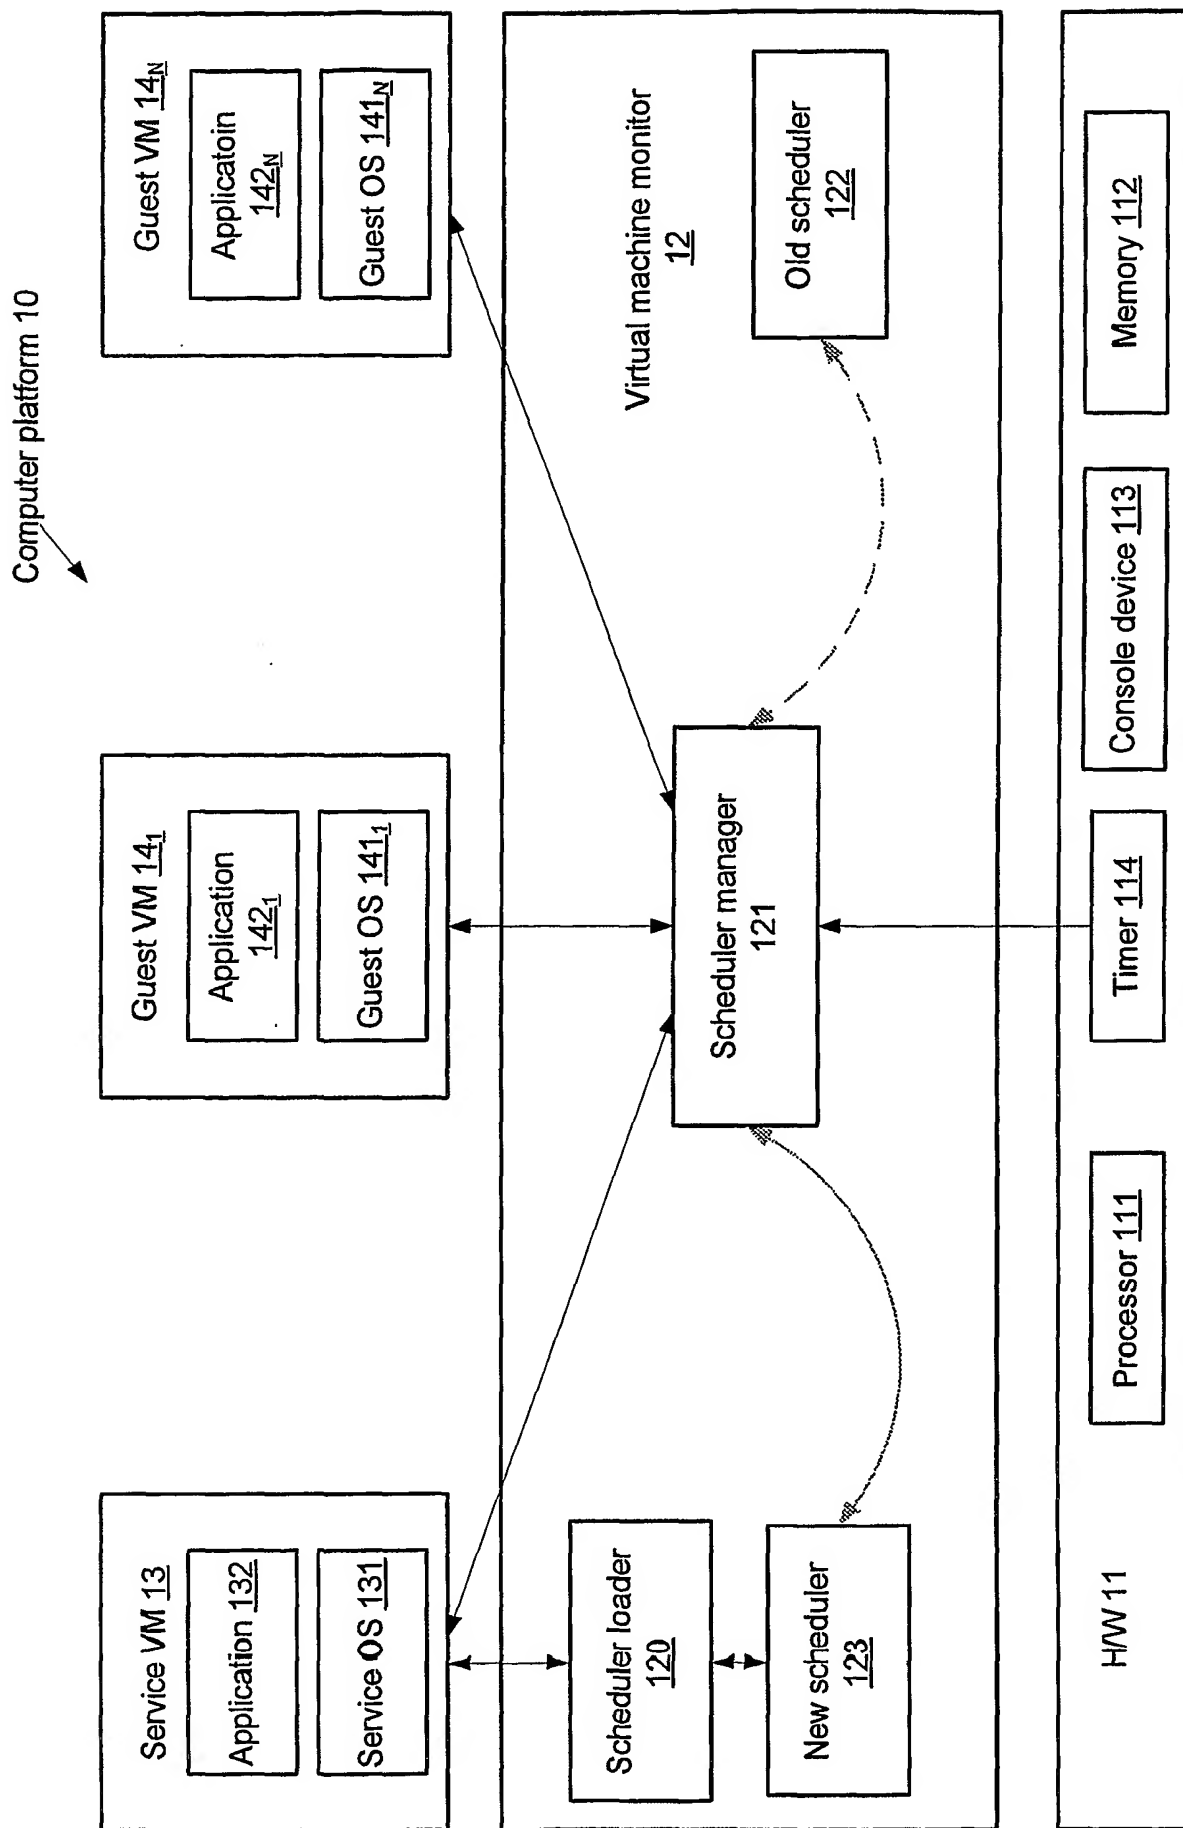 Computer platform 10
Service VM 13
Application 132
Service OS 131
Guest VM 14₁
Application
142₁
Guest OS 141₁
Guest VM 14N
Applicatoin
142N
Guest OS 141N
Virtual machine monitor
12
Scheduler loader
120
New scheduler
123
Scheduler manager
121
Old scheduler
122
H/W 11
Processor 111
Timer 114
Console device 113
Memory 112